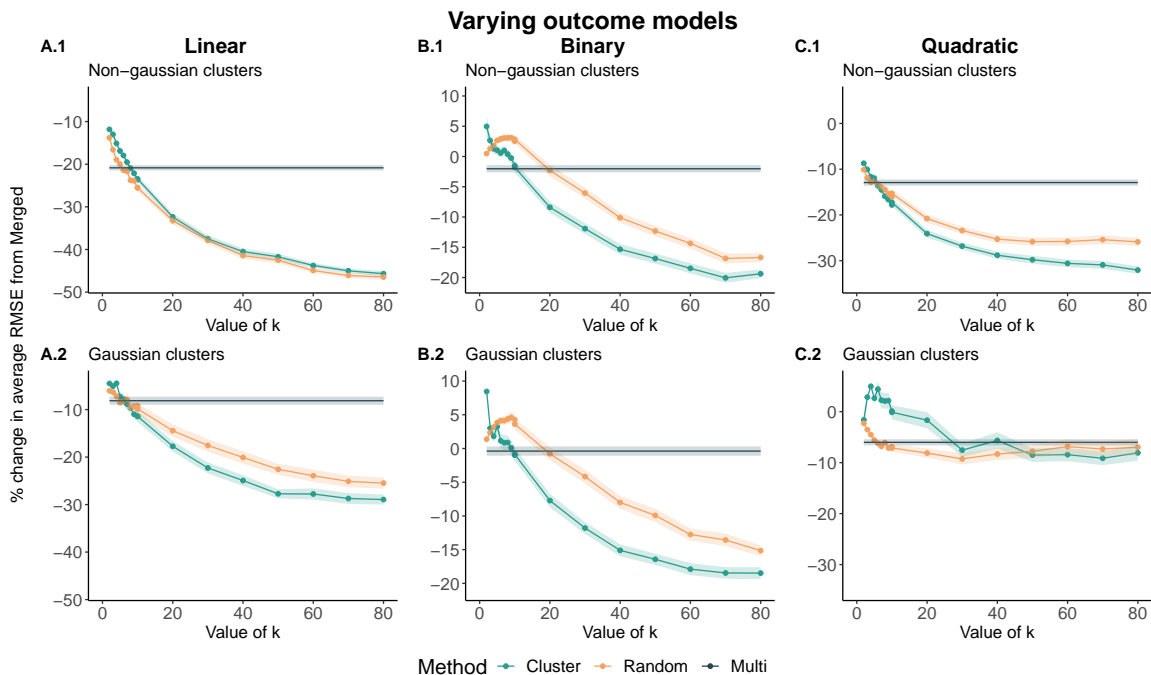 Varying outcome models
A.1 Linear B.1 Binary C.1 Quadratic
Non−gaussian clusters Non−gaussian clusters Non−gaussian clusters
−10
−20
−30
−40
−50
0 20 40 60 80
Value of k
10
5
0
−5
−10
−15
−20
0 20 40 60 80
Value of k
0
−10
−20
−30
0 20 40 60 80
Value of k
% change in average RMSE from Merged
A.2 Gaussian clusters B.2 Gaussian clusters C.2 Gaussian clusters
−10
−20
−30
−40
−50
0 20 40 60 80
Value of k
10
5
0
−5
−10
−15
−20
0 20 40 60 80
Value of k
10
0
−10
−20
−30
0 20 40 60 80
Value of k
Method Cluster Random Multi